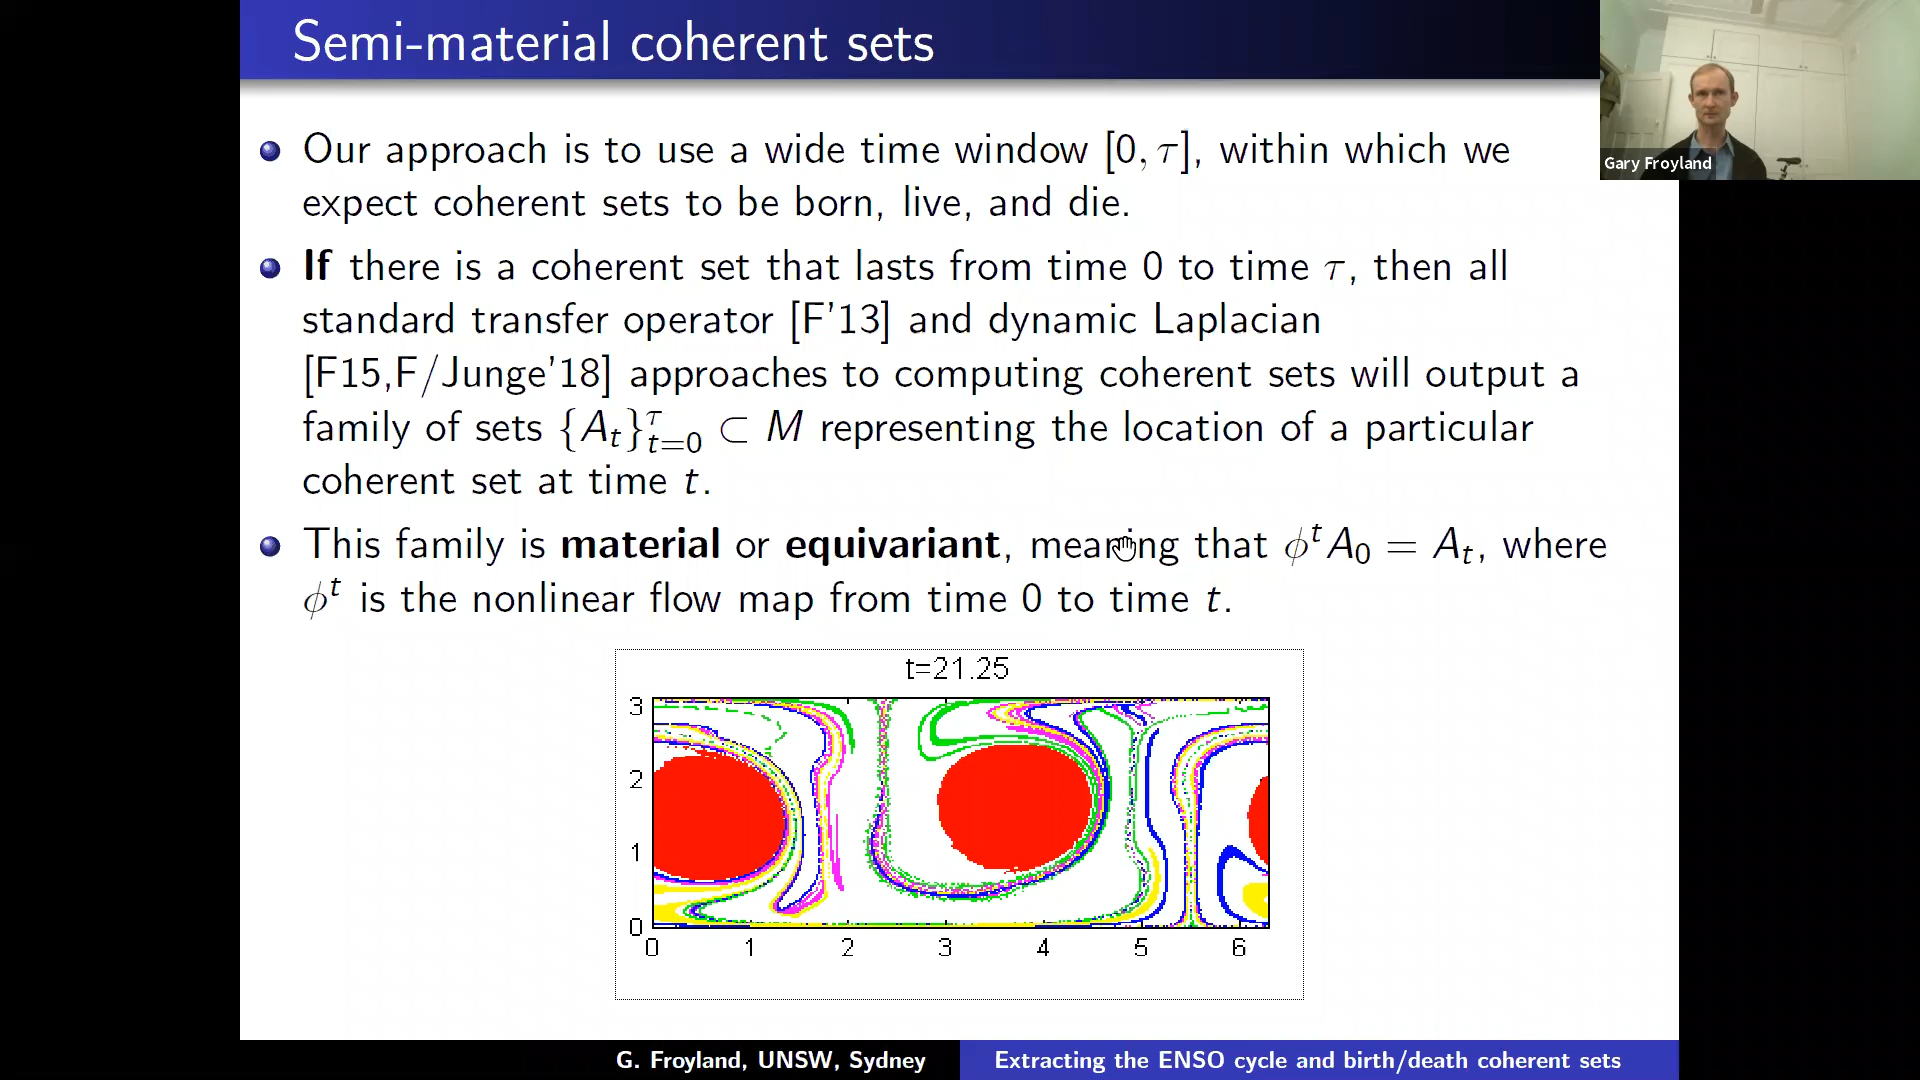 Semi-material coherent sets
Gary Froyland
Our approach is to use a wide time window [0, τ], within which we
expect coherent sets to be born, live, and die.
If there is a coherent set that lasts from time 0 to time τ, then all
standard transfer operator [F'13] and dynamic Laplacian
[F15,F/Junge'18] approaches to computing coherent sets will output a
family of sets {A_t}^τ_{t=0} ⊂ M representing the location of a particular
coherent set at time t.
This family is material or equivariant, meaning that ϕ^t A_0 = A_t, where
ϕ^t is the nonlinear flow map from time 0 to time t.
t=21.25
3
2
1
0
0 1 2 3 4 5 6
G. Froyland, UNSW, Sydney
Extracting the ENSO cycle and birth/death coherent sets